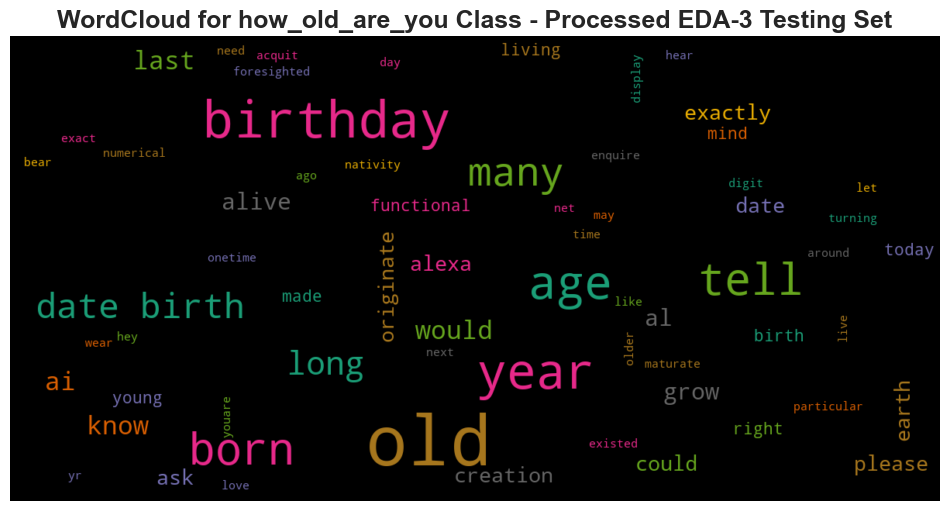 WordCloud for how_old_are_you Class - Processed EDA-3 Testing Set
need
living
last
acquit
hear
day
foresighted
display
birthday
exactly
mind
exact
numerical
enquire
bear
nativity
many
ago
digit
let
alive
functional
net
date
may
turning
time
originate
today
onetime
around
alexa
tell
age
date birth
made
like
al
would
birth
live
hey
wear
next
older
long
maturate
year
ai
grow
young
particular
youare
earth
know
right
old
existed
born
could
please
creation
yr
ask
love